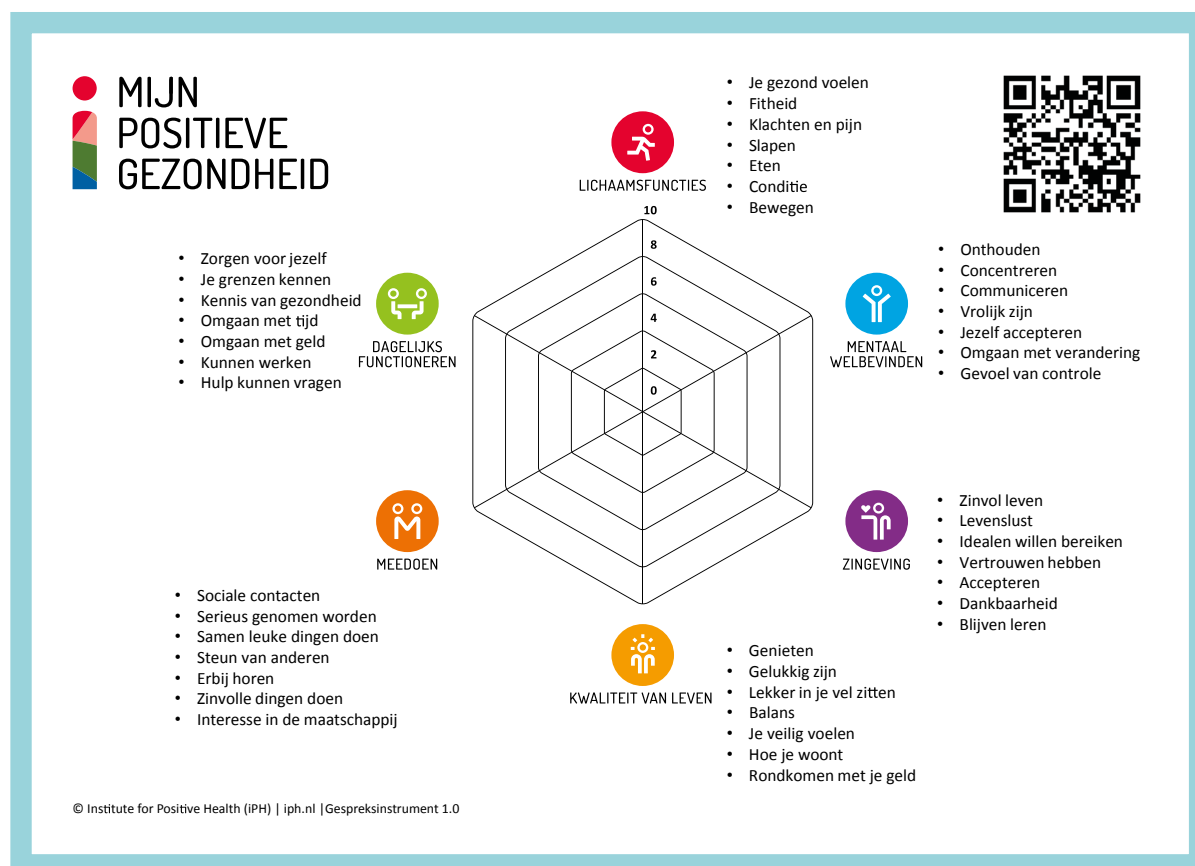 MIJN
POSITIEVE
GEZONDHEID
• Je gezond voelen
• Fitheid
• Klachten en pijn
• Slapen
• Eten
• Conditie
• Bewegen
LICHAAMSFUNCTIES
10
8
6
4
2
0
• Onthouden
• Concentreren
• Communiceren
• Vrolijk zijn
• Jezelf accepteren
• Omgaan met verandering
• Gevoel van controle
MENTAAL
WELBEVINDEN
• Zorgen voor jezelf
• Je grenzen kennen
• Kennis van gezondheid
• Omgaan met tijd
• Omgaan met geld
• Kunnen werken
• Hulp kunnen vragen
DAGELIJKS
FUNCTIONEREN
MEEDOEN
• Sociale contacten
• Serieus genomen worden
• Samen leuke dingen doen
• Steun van anderen
• Erbij horen
• Zinvolle dingen doen
• Interesse in de maatschappij
ZINGEVING
• Zinvol leven
• Levenslust
• Idealen willen bereiken
• Vertrouwen hebben
• Accepteren
• Dankbaarheid
• Blijven leren
KWALITEIT VAN LEVEN
• Genieten
• Gelukkig zijn
• Lekker in je vel zitten
• Balans
• Je veilig voelen
• Hoe je woont
• Rondkomen met je geld
© Institute for Positive Health (iPH) | iph.nl |Gespreksinstrument 1.0